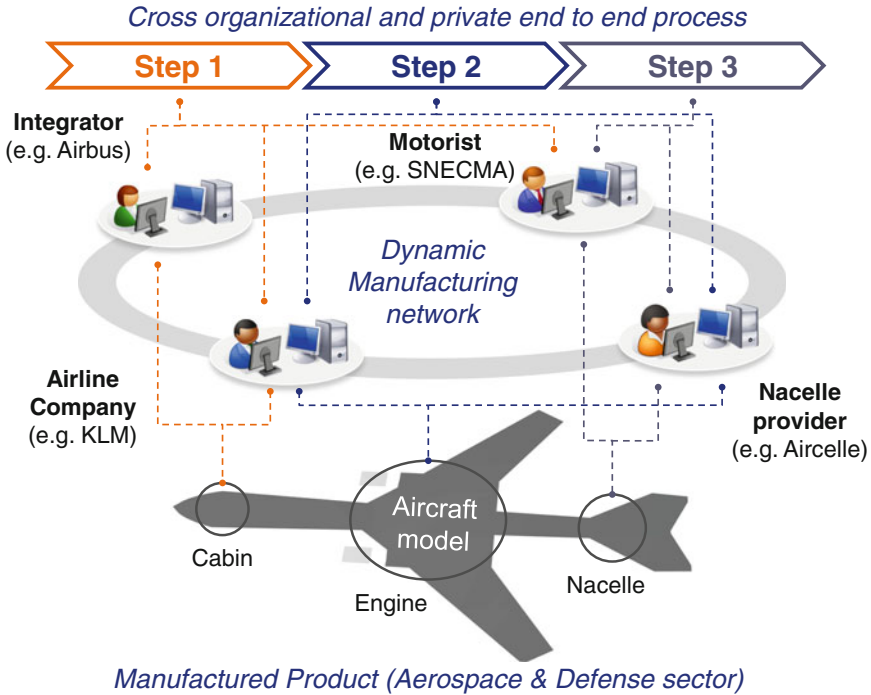 Cross organizational and private end to end process
Step 1
Step 2
Step 3
Integrator
(e.g. Airbus)
Motorist
(e.g. SNECMA)
Dynamic
Manufacturing
network
Airline
Company
(e.g. KLM)
Nacelle
provider
(e.g. Aircelle)
Aircraft
model
Cabin
Engine
Nacelle
Manufactured Product (Aerospace & Defense sector)